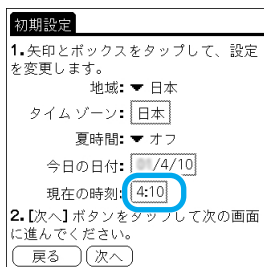 初期設定
1.矢印とボックスをタップして、設定
を変更します。
地域: ▼ 日本
タイム ゾーン: 日本
夏時間: ▼ オフ
今日の日付: /4/10
現在の時刻: 4:10
2.[次へ] ボタンをタップして次の画面
に進んでください。
戻る 次へ